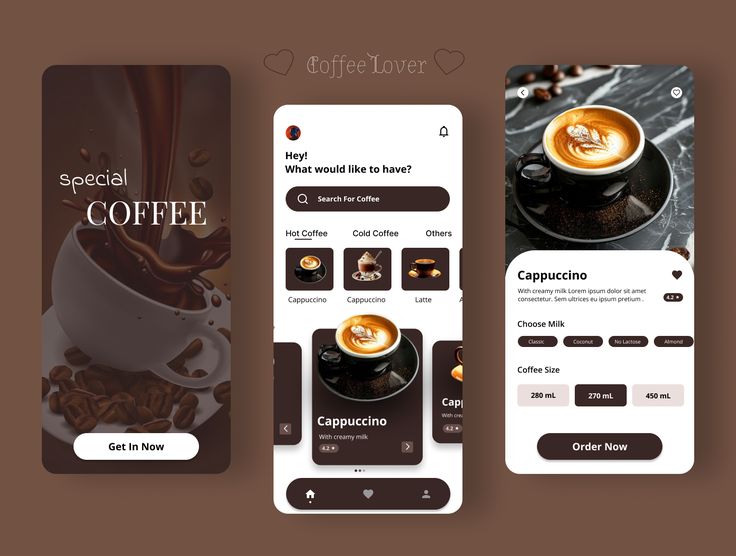 Coffee Lover
special
COFFEE
Get In Now
Hey!
What would like to have?
Search For Coffee
Hot Coffee Cold Coffee Others
Cappuccino Cappuccino Latte A
Cappuccino
With creamy milk
4.2
Capp
With crea
4.2
Cappuccino
With creamy milk Lorem ipsum dolor sit amet
consectetur. Sem ultrices eu ipsum pretium .
4.2
Choose Milk
Classic Coconut No Lactose Almond
Coffee Size
280 mL 270 mL 450 mL
Order Now